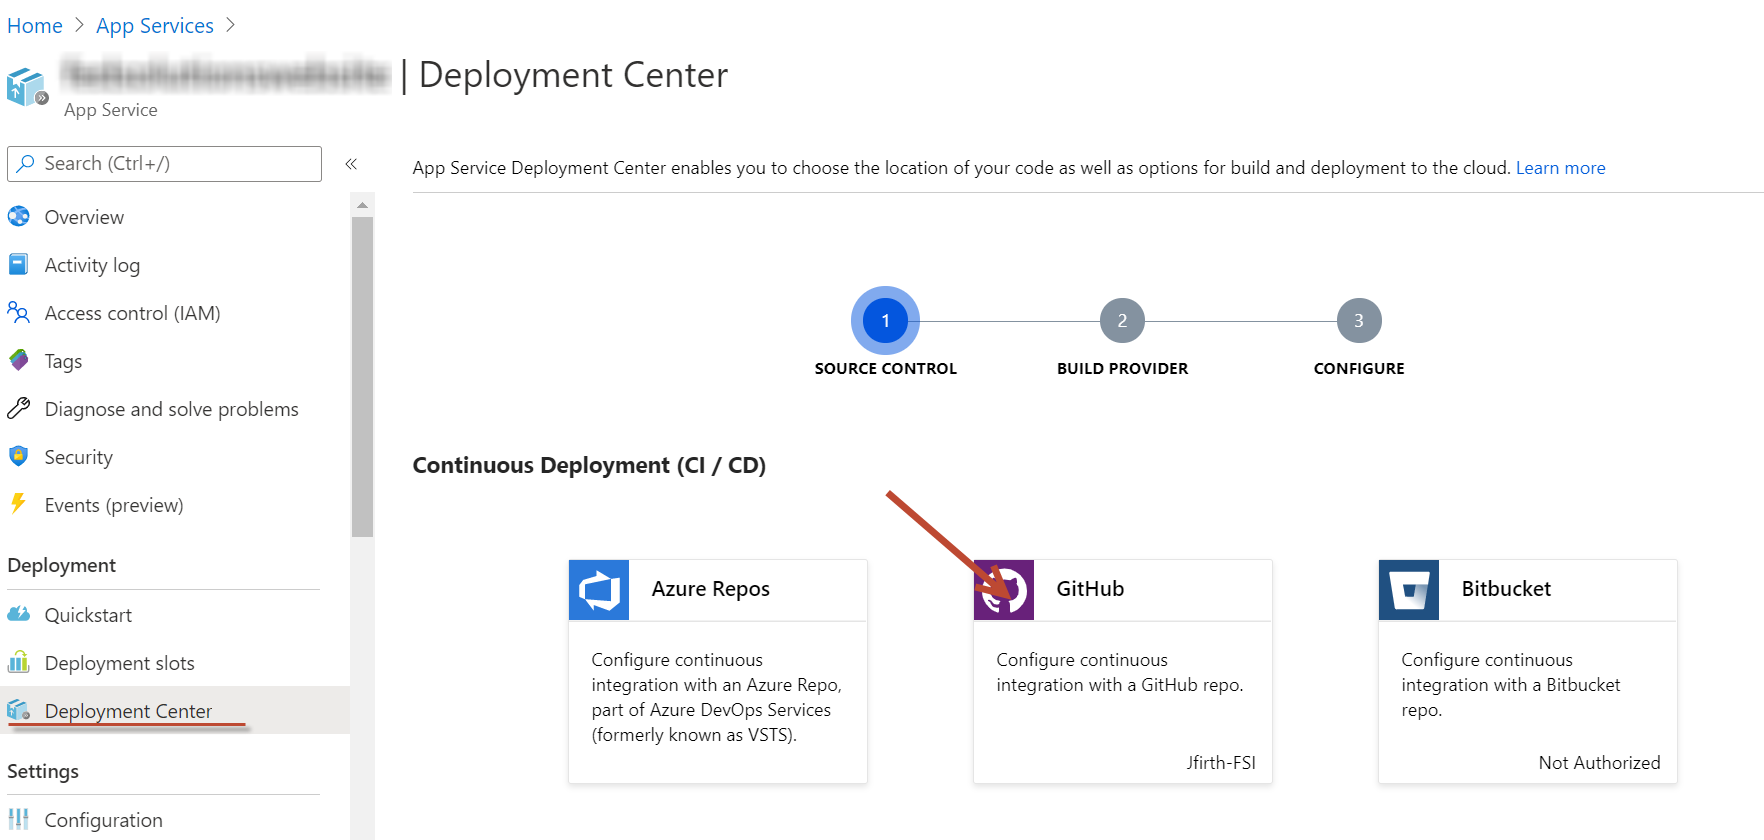 Home > App Services >
| Deployment Center
App Service
Search (Ctrl+/)
«
App Service Deployment Center enables you to choose the location of your code as well as options for build and deployment to the cloud. Learn more
Overview
Activity log
Access control (IAM)
Tags
Diagnose and solve problems
Security
Events (preview)
Deployment
Quickstart
Deployment slots
Deployment Center
Settings
Configuration
1
2
3
SOURCE CONTROL
BUILD PROVIDER
CONFIGURE
Continuous Deployment (CI / CD)
Azure Repos
Configure continuous
integration with an Azure Repo,
part of Azure DevOps Services
(formerly known as VSTS).
GitHub
Configure continuous
integration with a GitHub repo.
Jfirth-FSI
Bitbucket
Configure continuous
integration with a Bitbucket
repo.
Not Authorized